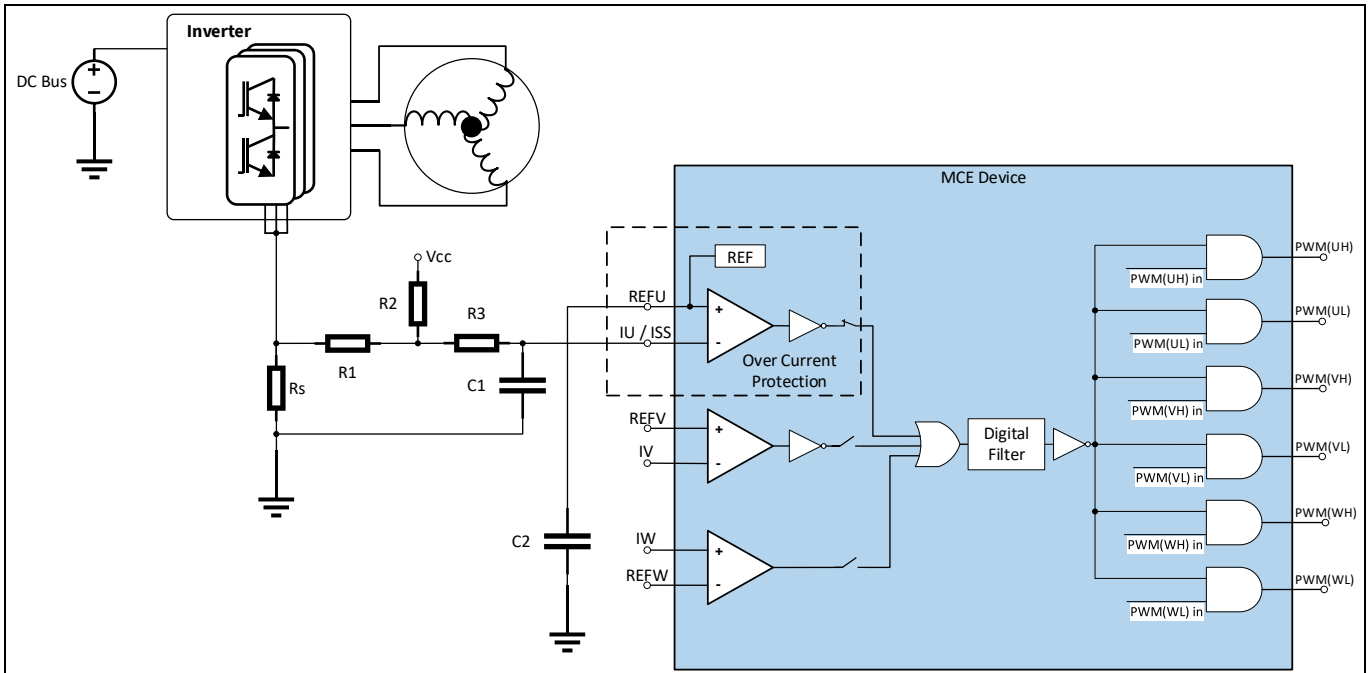 Inverter
DC Bus
+
−
MCE Device
Vcc
REF
R2
R3
REFU
+
IU / ISS
-
Over Current
Protection
R1
C1
Rs
REFV
+
IV
-
Digital
Filter
C2
IW
+
REFW
-
PWM(UH)
PWM(UH) in
PWM(UL)
PWM(UL) in
PWM(VH)
PWM(VH) in
PWM(VL)
PWM(VL) in
PWM(WH)
PWM(WH) in
PWM(WL)
PWM(WL) in